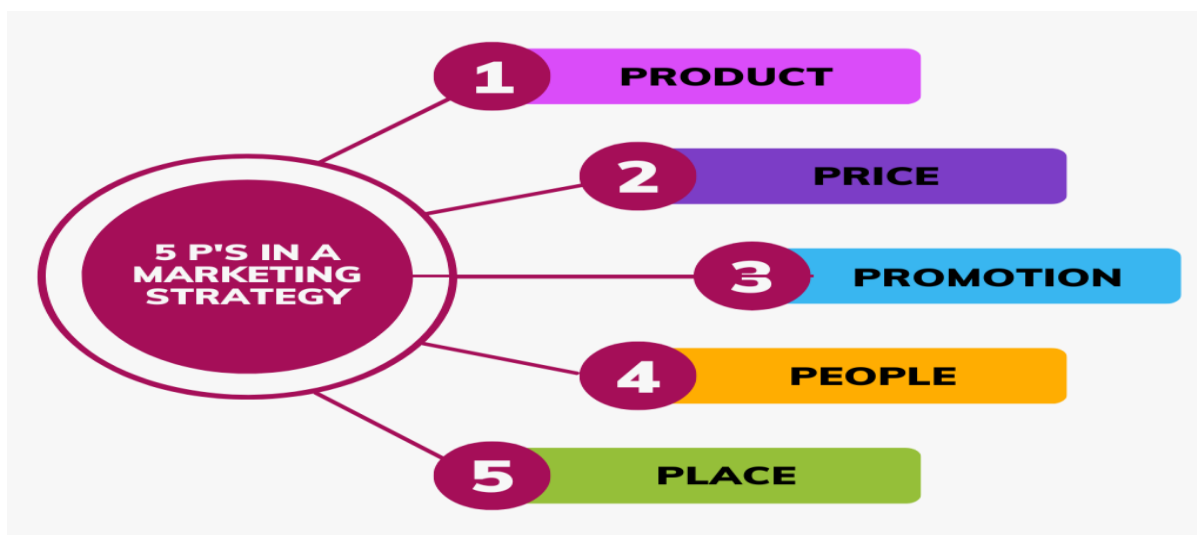 5 P'S IN A
MARKETING
STRATEGY
1 PRODUCT
2 PRICE
3 PROMOTION
4 PEOPLE
5 PLACE